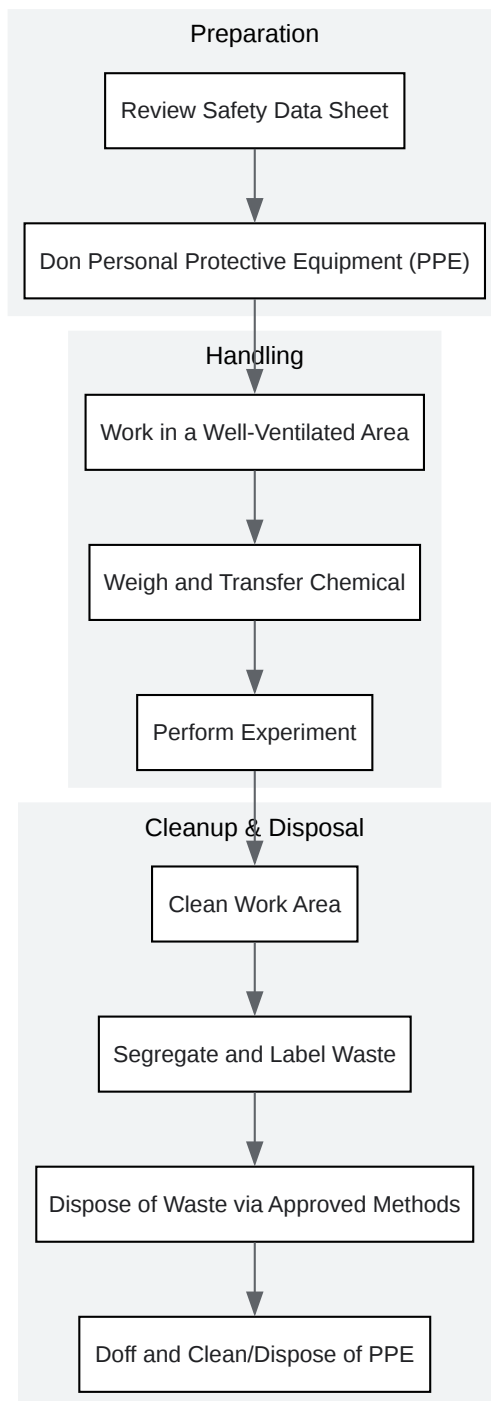 Preparation
Review Safety Data Sheet
Don Personal Protective Equipment (PPE)
Handling
Work in a Well-Ventilated Area
Weigh and Transfer Chemical
Perform Experiment
Cleanup & Disposal
Clean Work Area
Segregate and Label Waste
Dispose of Waste via Approved Methods
Doff and Clean/Dispose of PPE